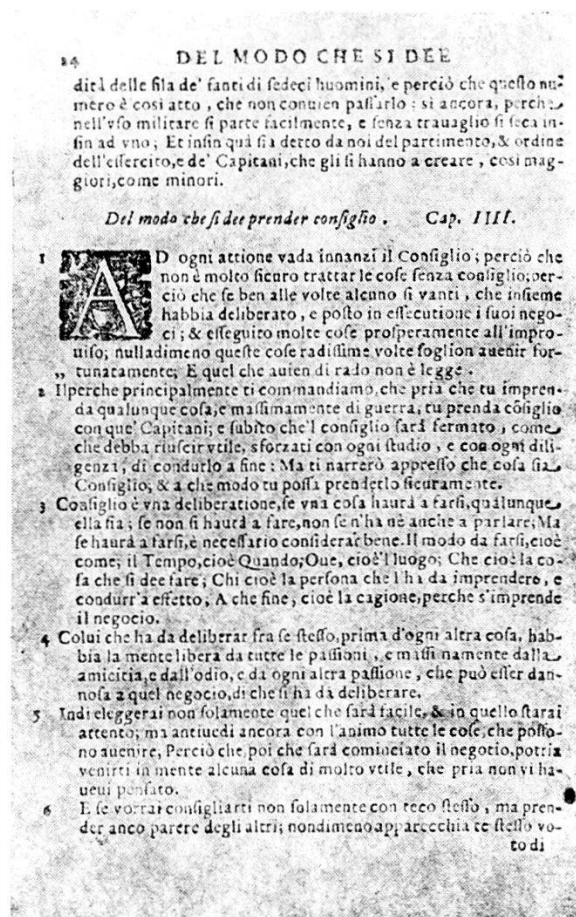 24 DEL MODO CHE SI DEE
dità delle fila de' fanti di sedeci huomini, e perciò che questo nu-
mero è così atto, che non conuien passarlo: sì ancora, perche
nell'vso militare si parte facilmente, e senza trauaglio si seca in-
sin ad vno; Et insin quà sia detto da noi del partimento, & ordine
dell'essercito, e de' Capitani, che gli si hanno a creare, così mag-
giori, come minori.
Del modo che si dee prender consiglio. Cap. IIII.
1 AD ogni attione vada innanzi il Consiglio; perciò che
non è molto sicuro trattar le cose senza consiglio; per-
ciò che se ben alle volte alcuno si vanti, che insieme
habbia deliberato, e posto in essecutione i suoi nego-
ci; & esseguito molte cose prosperamente all'impro-
uiso; nulladimeno queste cose radissime volte soglion auenir for-
„ tunatamente; E quel che auien di rado non è legge.
2 Ilperche principalmente ti commandiamo, che pria che tu impren-
da qualunque cosa, e massimamente di guerra, tu prenda cōsiglio
con que' Capitani; e subito che'l consiglio sarà fermato, come
che debba riuscir vtile, sforzati con ogni studio, e con ogni dili-
genza, di condurlo a fine: Ma ti narrerò appresso che cosa sia
Consiglio, & a che modo tu possa prenderlo sicuramente.
3 Consiglio è vna deliberatione, se vna cosa haurà a farsi, qualunque
ella sia; se non si haurà a fare, non se n'ha nè anche a parlare; Ma
se haurà a farsi, è necessario considerar bene. Il modo da farsi, cioè
come; il Tempo, cioè Quando; Oue, cioè'l luogo; Che cioè la co-
sa che si dee fare; Chi cioè la persona che l'ha da imprendere, e
condurr'a effetto, A che fine, cioè la cagione, perche s'imprende
il negocio.
4 Colui che ha da deliberar fra se stesso, prima d'ogni altra cosa, hab-
bia la mente libera da tutte le passioni, e massi namente dalla
amicitia, e dall'odio, e da ogni altra passione, che può esser dan-
nosa a quel negocio, di che si ha da deliberare.
5 Indi eleggerai non solamente quel che sarà facile, & in quello starai
attento; ma antiuedi ancora con l'animo tutte le cose, che posso-
no auenire, Perciò che, poi che sarà cominciato il negotio, potria
venirti in mente alcuna cosa di molto vtile, che pria non vi ha-
ueui pensato.
6 E se vorrai consigliarti non solamente con teco stesso, ma pren-
der anco parere degli altri; nondimeno apparecchia te stesso vo-
to di